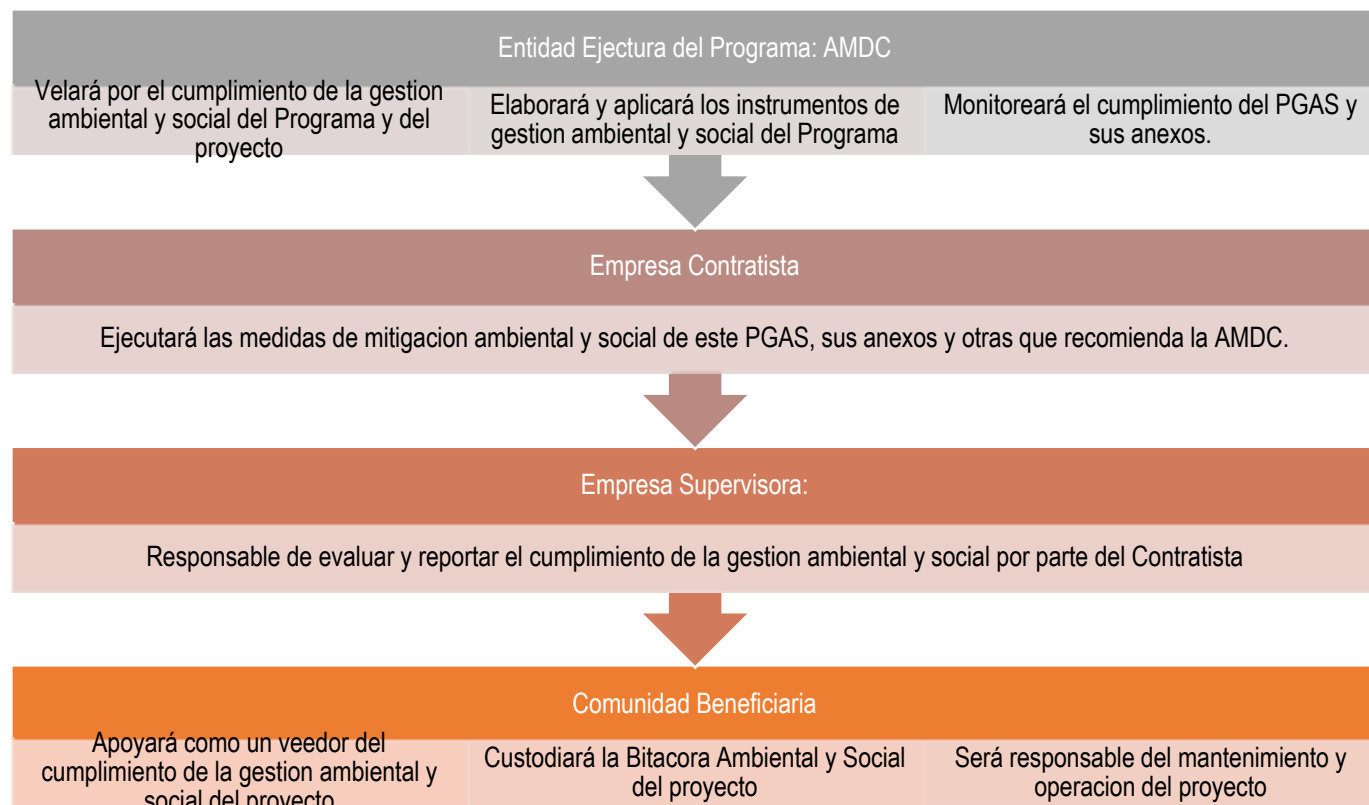 Entidad Ejectura del Programa: AMDC
Velará por el cumplimiento de la gestion
ambiental y social del Programa y del
proyecto
Elaborará y aplicará los instrumentos de
gestion ambiental y social del Programa
Monitoreará el cumplimiento del PGAS y
sus anexos.
Empresa Contratista
Ejecutará las medidas de mitigacion ambiental y social de este PGAS, sus anexos y otras que recomienda la AMDC.
Empresa Supervisora:
Responsable de evaluar y reportar el cumplimiento de la gestion ambiental y social por parte del Contratista
Comunidad Beneficiaria
Apoyará como un veedor del
cumplimiento de la gestion ambiental y
social del proyecto
Custodiará la Bitacora Ambiental y Social
del proyecto
Será responsable del mantenimiento y
operacion del proyecto